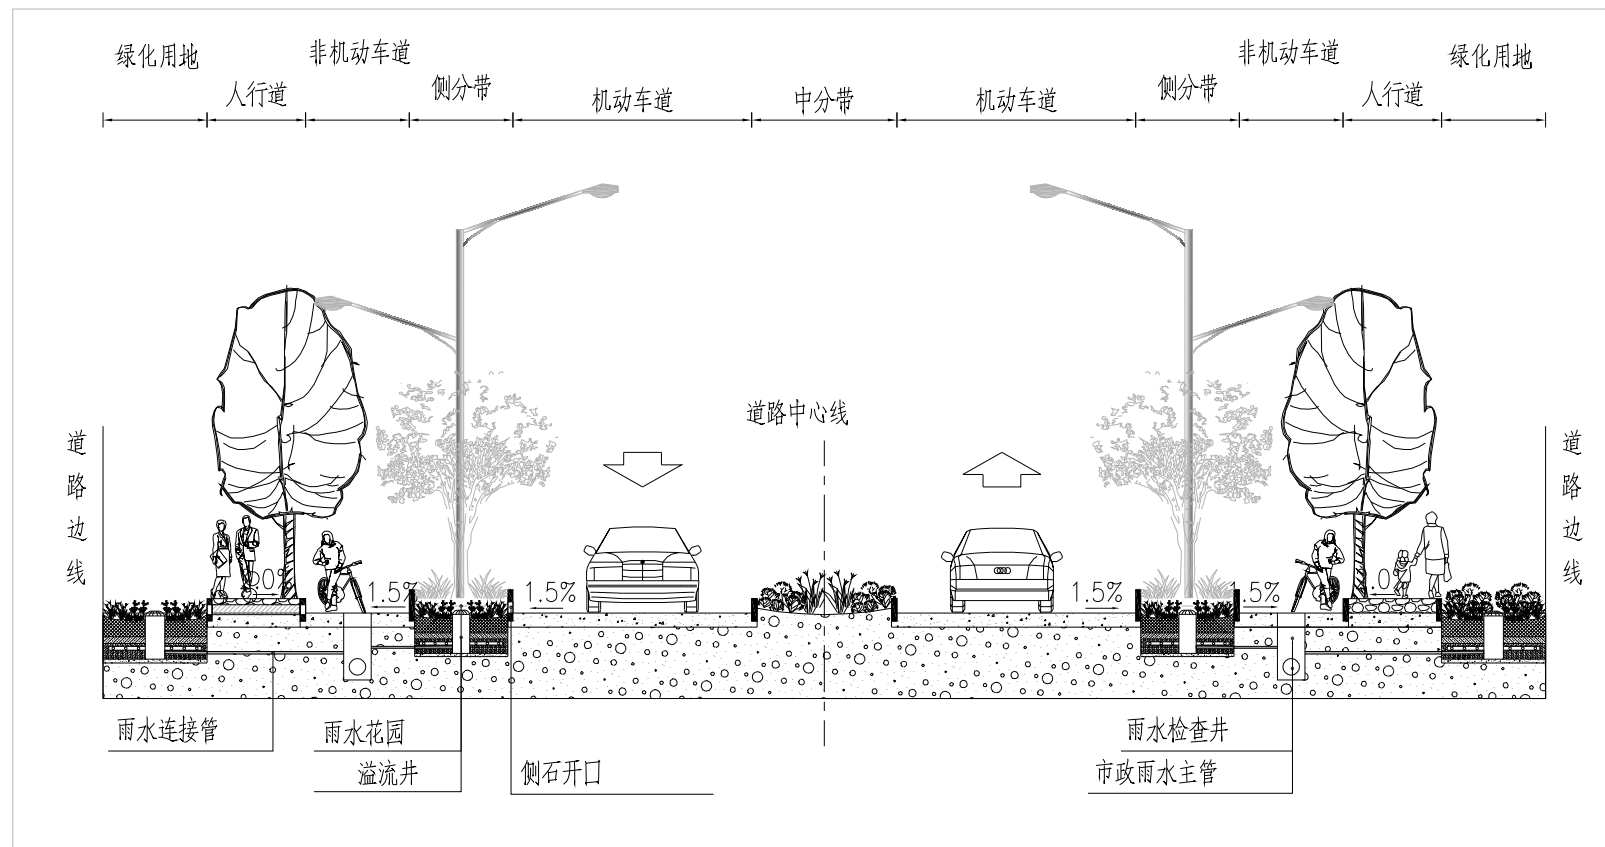 绿化用地
人行道
非机动车道
侧分带
机动车道
中分带
机动车道
侧分带
非机动车道
人行道
绿化用地
道路中心线
道路边线
道路边线
1.5%
1.5%
1.5%
1.5%
雨水连接管
雨水花园
溢流井
侧石开口
雨水检查井
市政雨水主管